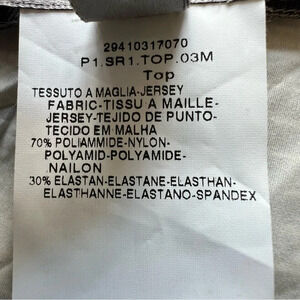 29410317070
P1.SR1.TOP.03M
Top
TESSUTO A MAGLIA-JERSEY
FABRIC-TISSU A MAILLE-
JERSEY-TEJIDO DE PUNTO-
TECIDO EM MALHA
70% POLIAMMIDE-NYLON-
POLYAMID-POLYAMIDE-
NAILON
30% ELASTAN-ELASTANE-ELASTHAN-
ELASTHANNE-ELASTANO-SPANDEX